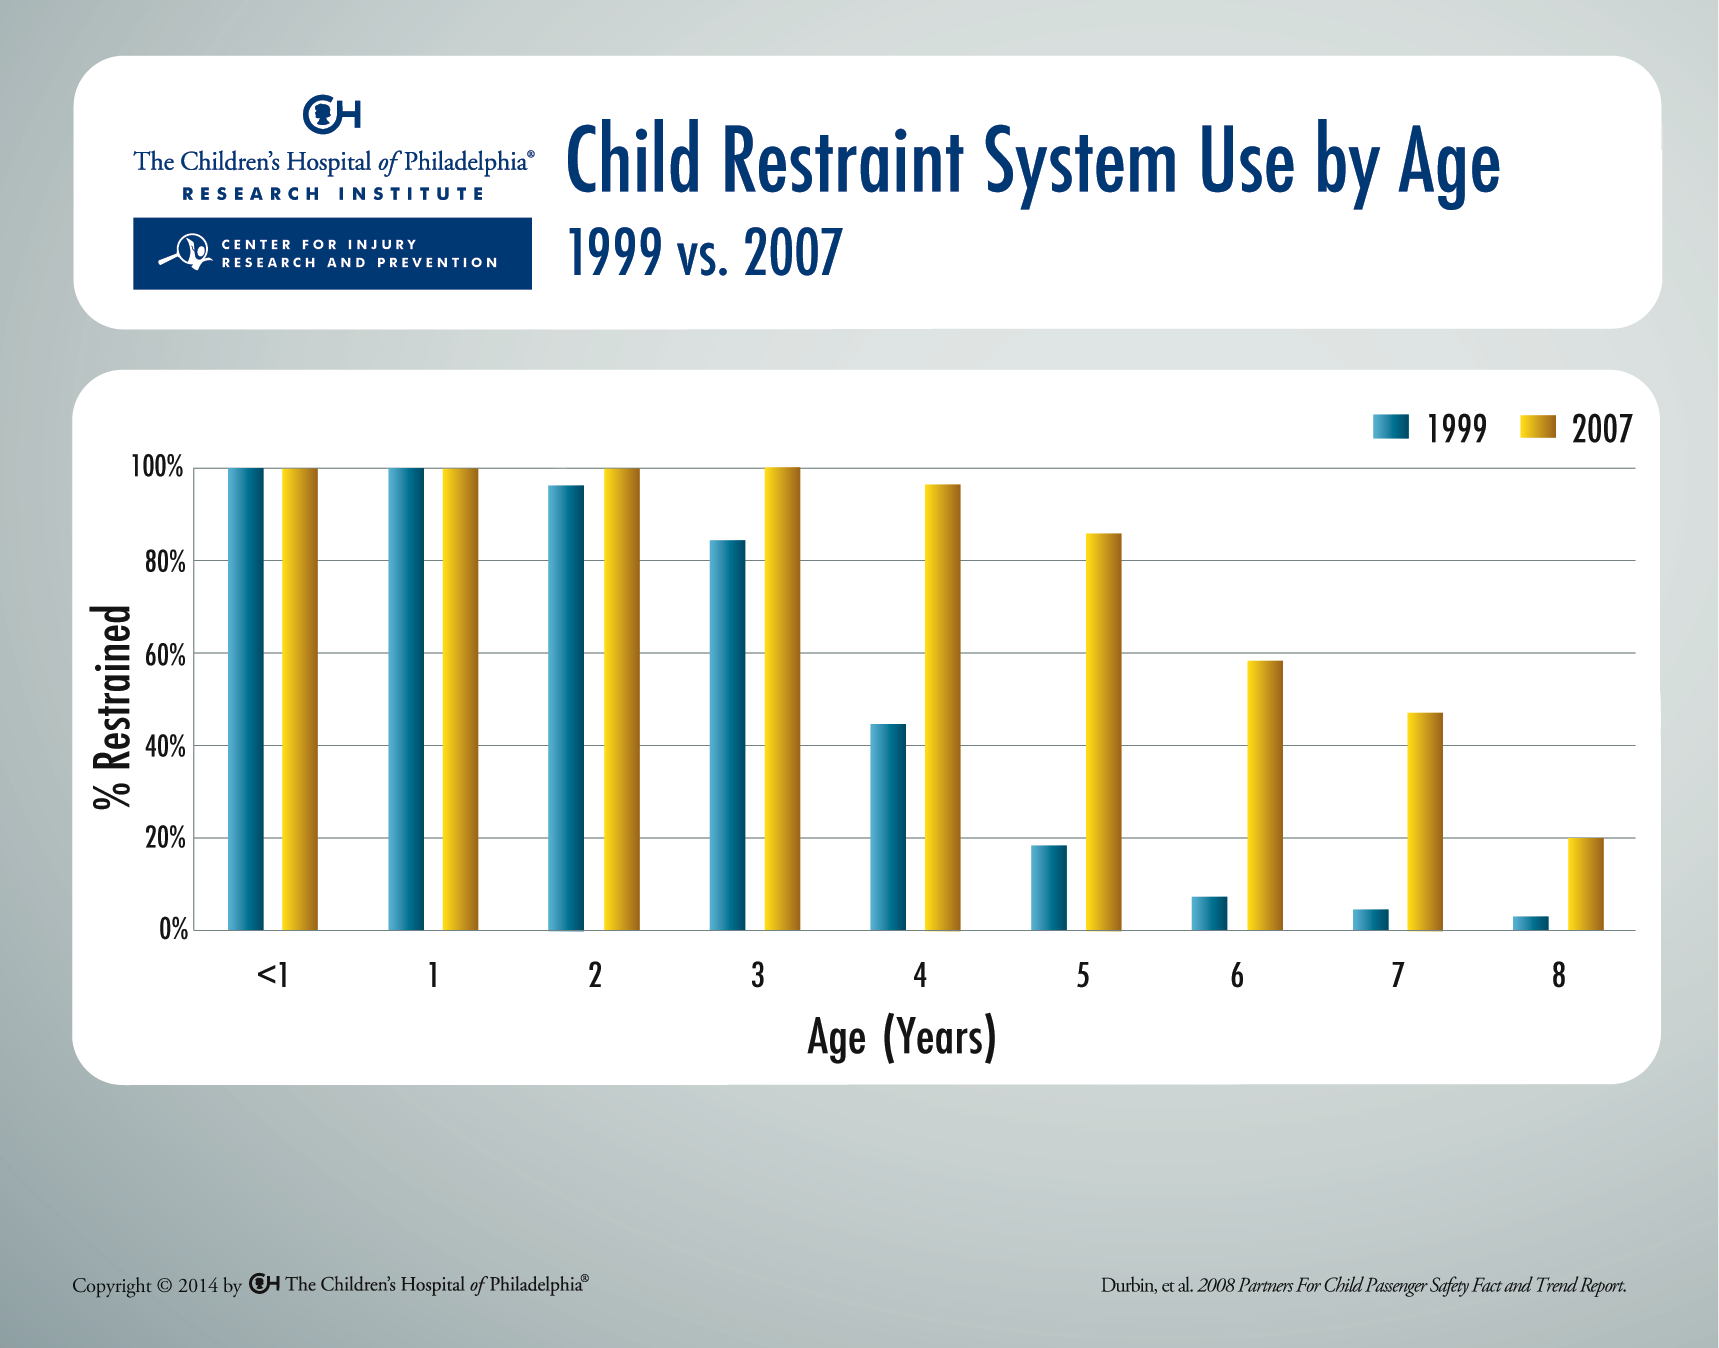 CH
The Children's Hospital of Philadelphia®
RESEARCH INSTITUTE
CENTER FOR INJURY
RESEARCH AND PREVENTION
Child Restraint System Use by Age
1999 vs. 2007
1999 2007
100%
80%
60%
40%
20%
0%
% Restrained
<1 1 2 3 4 5 6 7 8
Age (Years)
Copyright © 2014 by CH The Children's Hospital of Philadelphia®
Durbin, et al. 2008 Partners For Child Passenger Safety Fact and Trend Report.